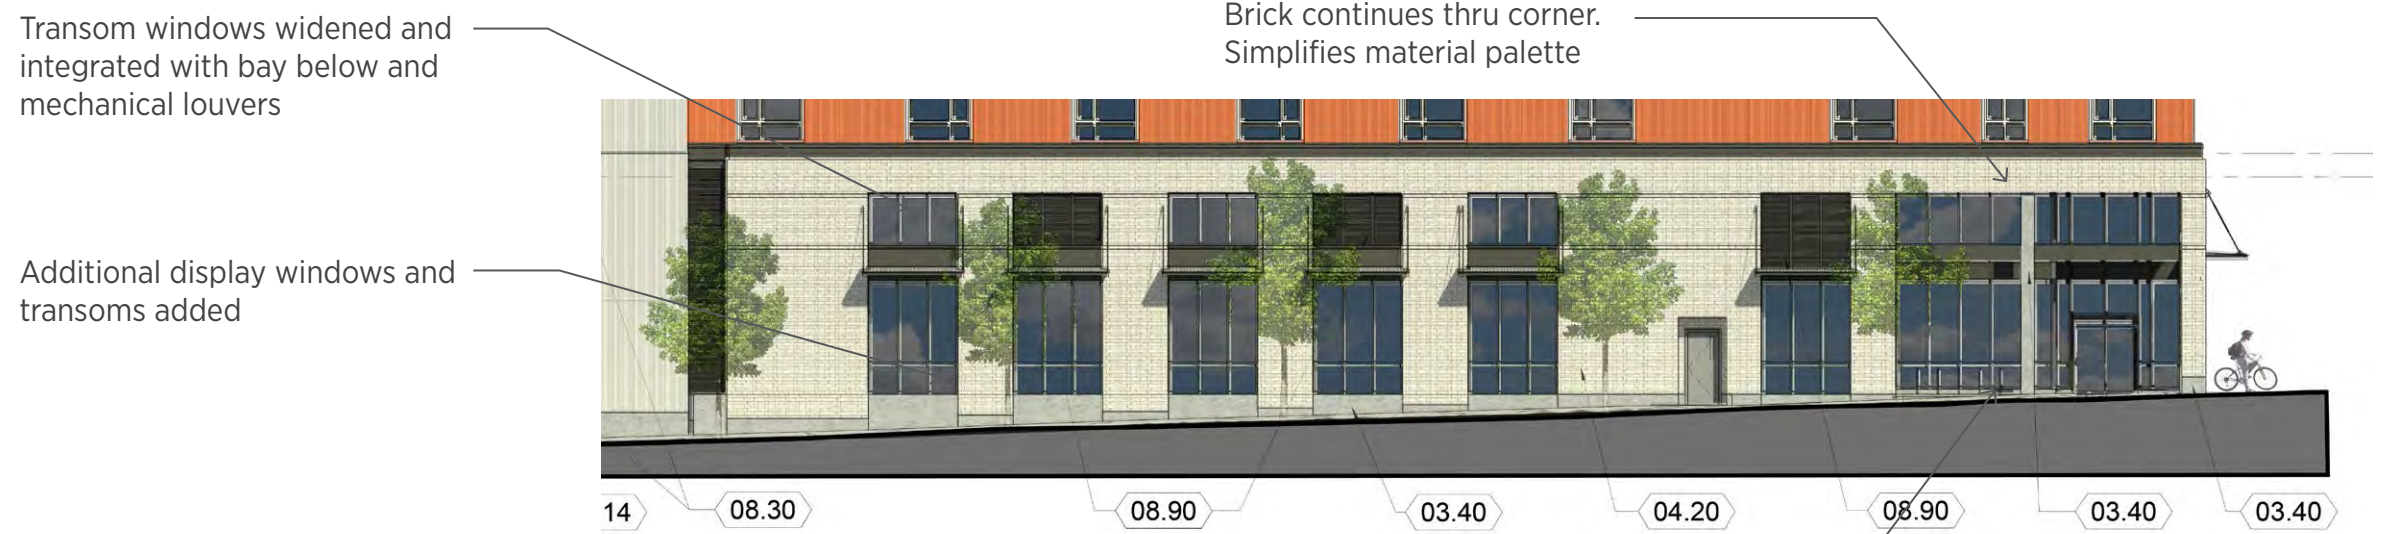 Transom windows widened and
integrated with bay below and
mechanical louvers
Brick continues thru corner.
Simplifies material palette
Additional display windows and
transoms added
14
08.30
08.90
03.40
04.20
08.90
03.40
03.40